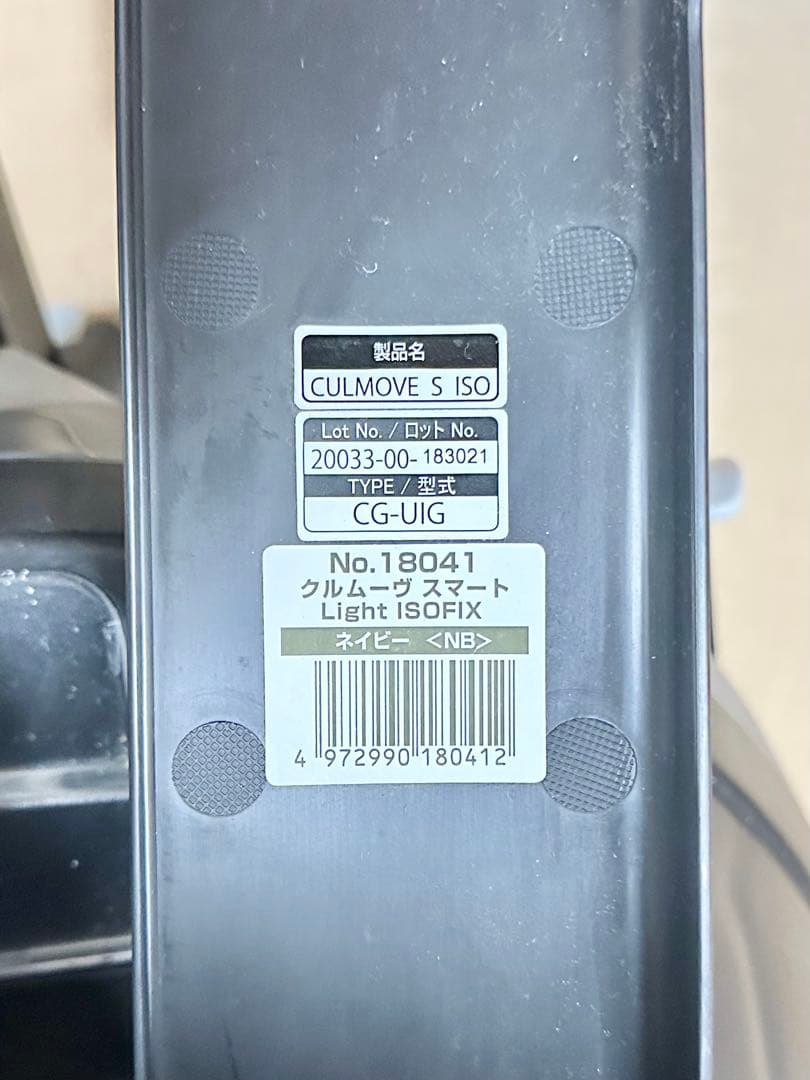 製品名
CULMOVE S ISO
Lot No. / ロット No.
20033-00-183021
TYPE / 型式
CG-UIG
No.18041
クルムーヴ スマート
Light ISOFIX
ネイビー <NB>
4 972990 180412